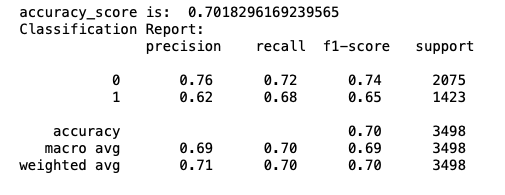 accuracy_score is:  0.7018296169239565
Classification Report:
              precision    recall  f1-score   support
           0       0.76      0.72      0.74      2075
           1       0.62      0.68      0.65      1423
    accuracy                           0.70      3498
   macro avg       0.69      0.70      0.69      3498
weighted avg       0.71      0.70      0.70      3498